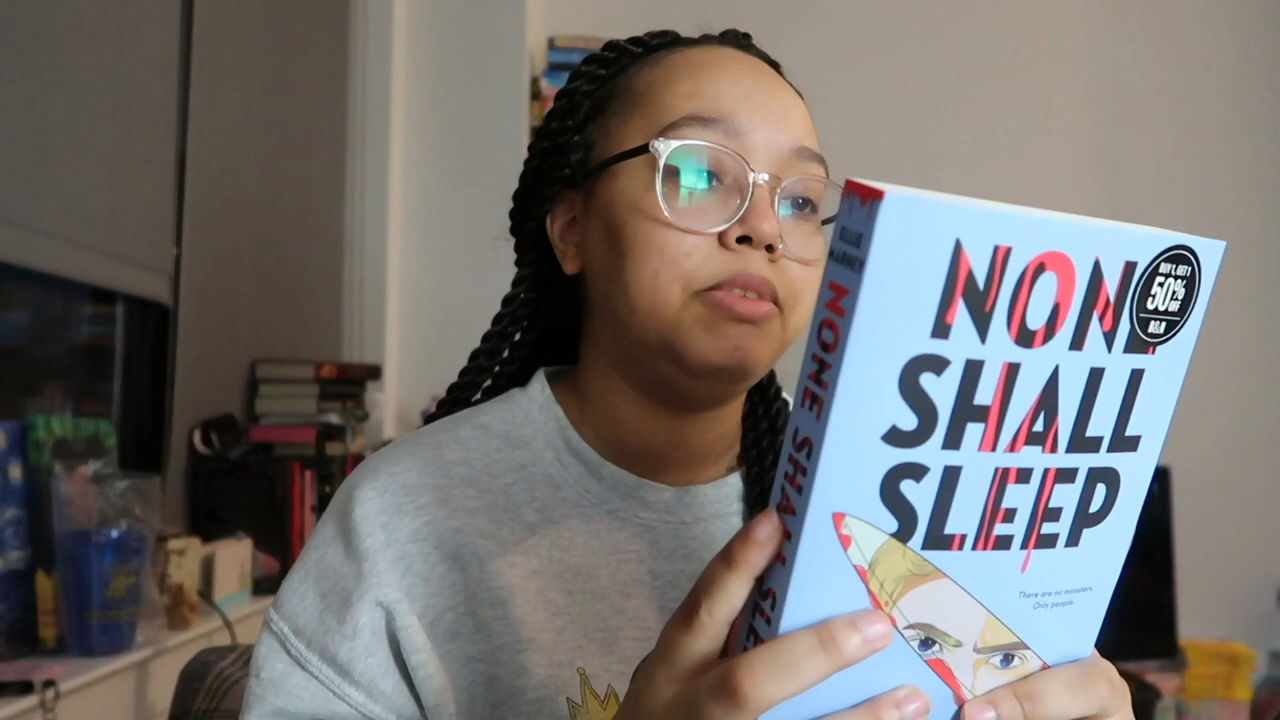 NONE
SHALL
SLEEP
BUY 1, GET 1
50%
OFF
B&N
There are no monsters.
Only people.
ELLIE
MARNEY
NONE SHALL SLEE